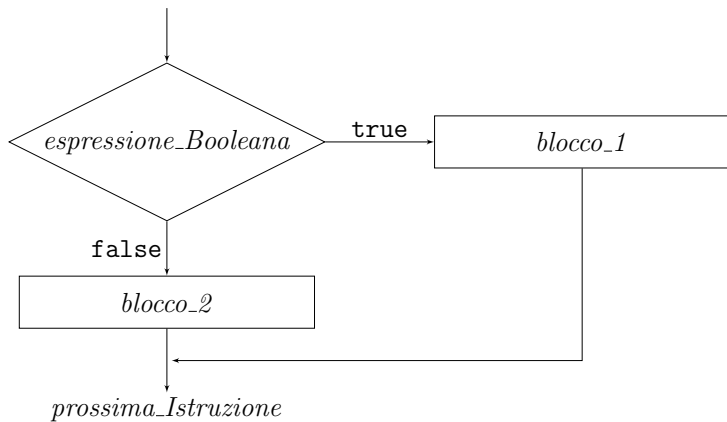 espressione_Booleana
true
blocco_1
false
blocco_2
prossima_Istruzione